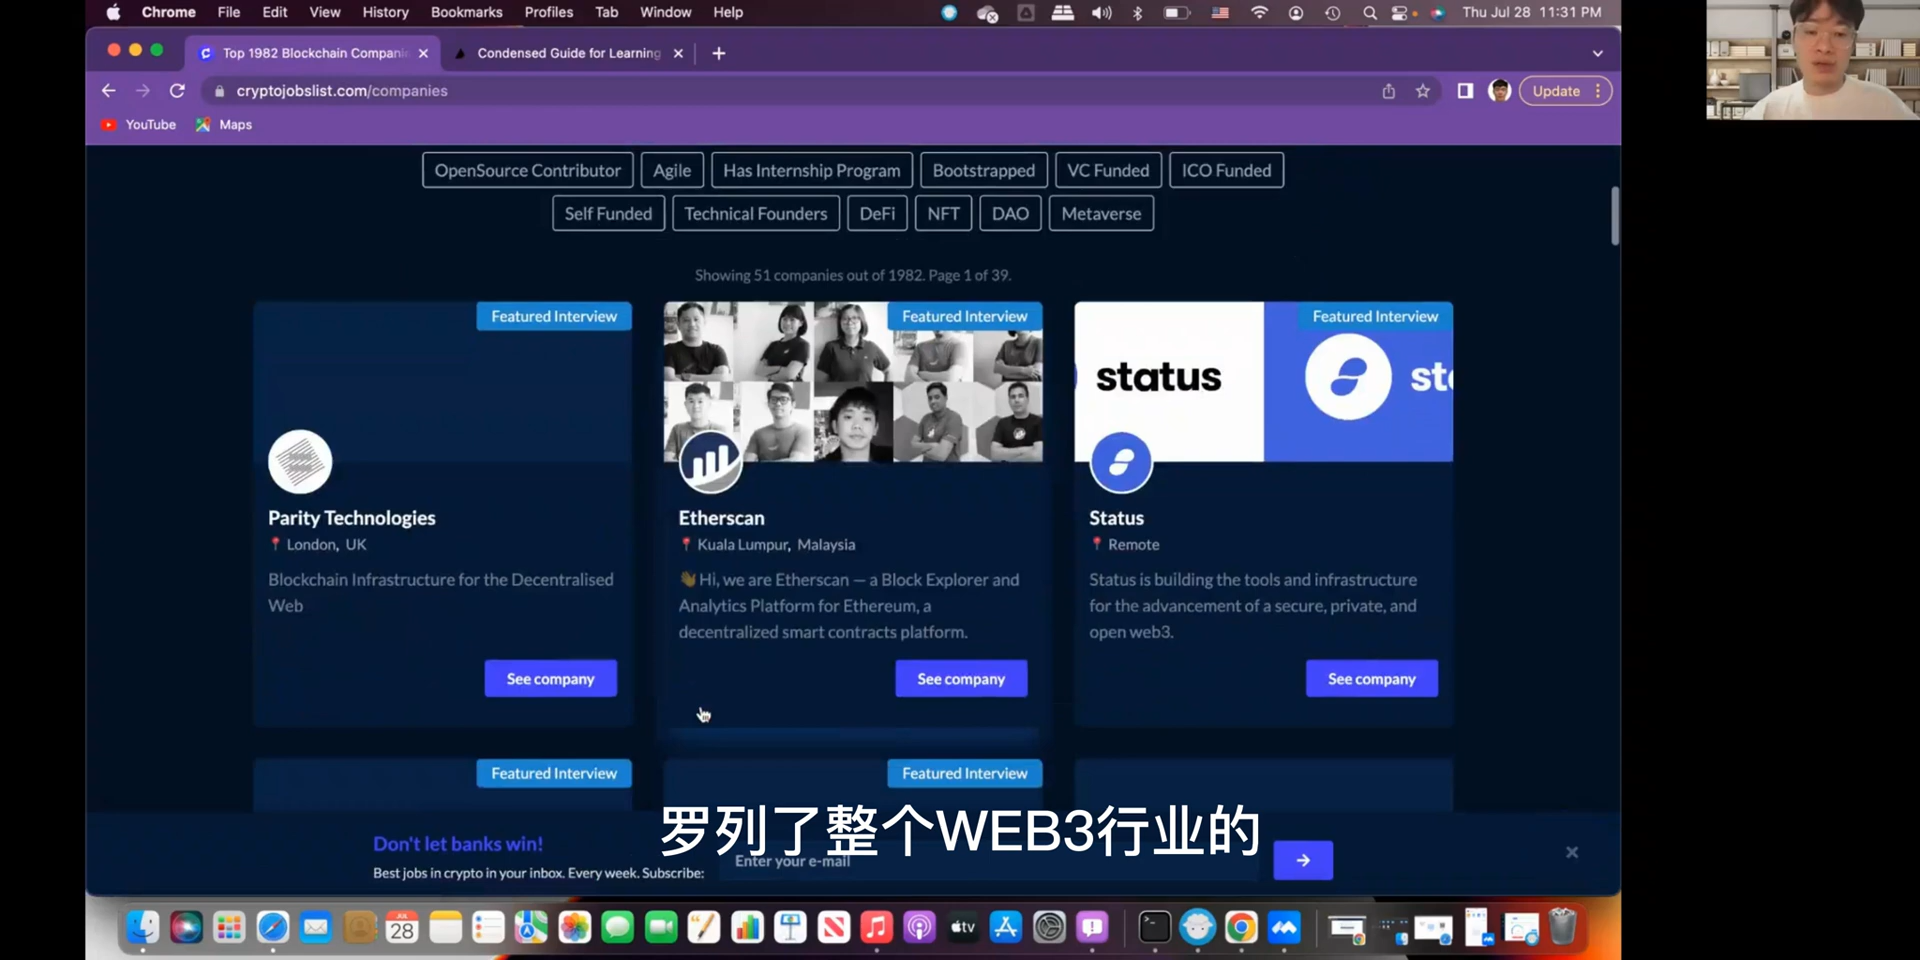 Chrome File Edit View History Bookmarks Profiles Tab Window Help Thu Jul 28 11:31 PM
Top 1982 Blockchain Compani Condensed Guide for Learning
cryptojobslist.com/companies Update
YouTube Maps
OpenSource Contributor Agile Has Internship Program Bootstrapped VC Funded ICO Funded
Self Funded Technical Founders DeFi NFT DAO Metaverse
Showing 51 companies out of 1982. Page 1 of 39.
Featured Interview
Parity Technologies
London, UK
Blockchain Infrastructure for the Decentralised
Web
See company
Featured Interview
Etherscan
Kuala Lumpur, Malaysia
👋Hi, we are Etherscan — a Block Explorer and
Analytics Platform for Ethereum, a
decentralized smart contracts platform.
See company
Featured Interview
status
st
Status
Remote
Status is building the tools and infrastructure
for the advancement of a secure, private, and
open web3.
See company
Featured Interview Featured Interview
Don't let banks win!
Best jobs in crypto in your inbox. Every week. Subscribe:
Enter your e-mail
罗列了整个WEB3行业的
JUL
28
tv